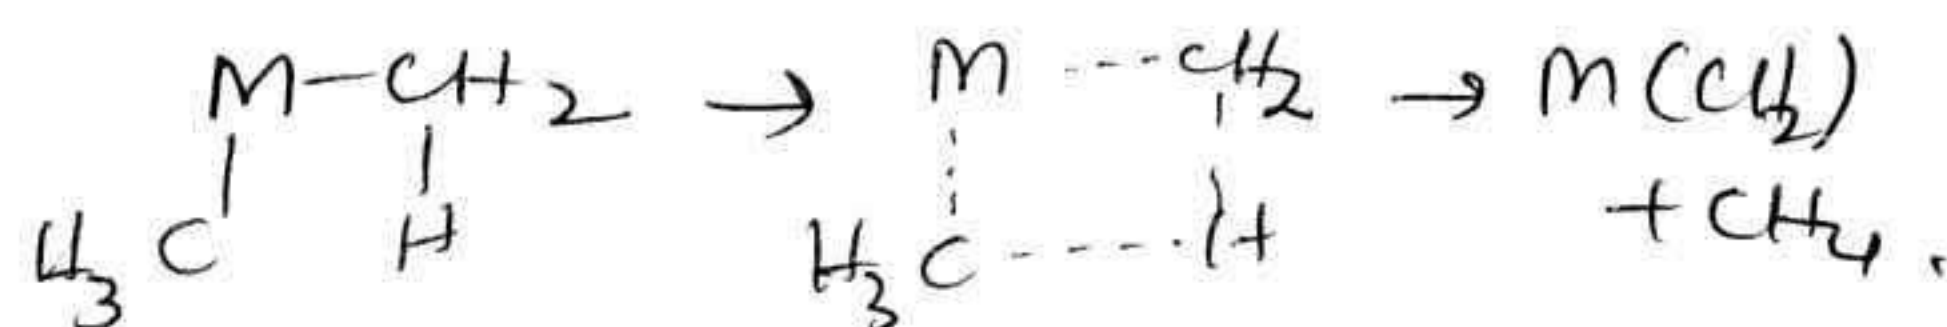 M-CH2 → M ---- CH2 → M(CH2)
H3C H H3C ---- H + CH4.